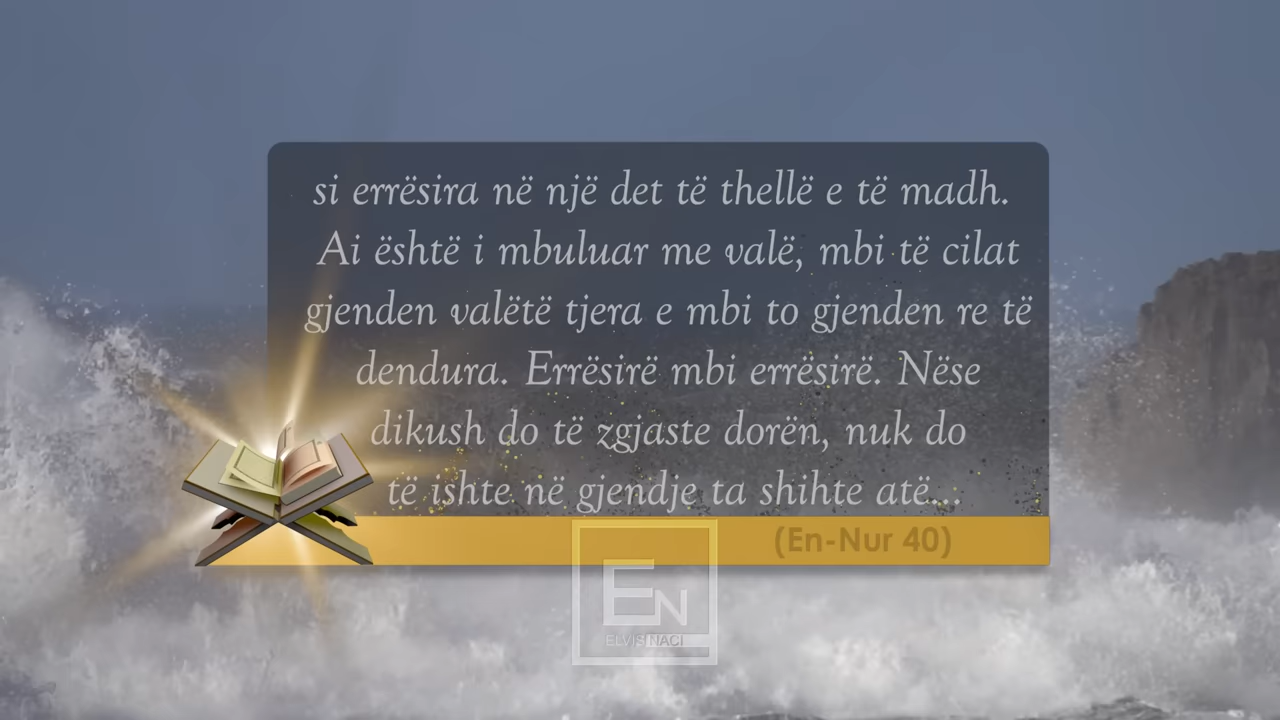 si errësira në një det të thellë e të madh.
Ai është i mbuluar me valë, mbi të cilat
gjenden valëtë tjera e mbi to gjenden re të
dendura. Errësirë mbi errësirë. Nëse
dikush do të zgjaste dorën, nuk do
të ishte në gjendje ta shihte atë...
(En-Nur 40)
EN
ELVIS NACI